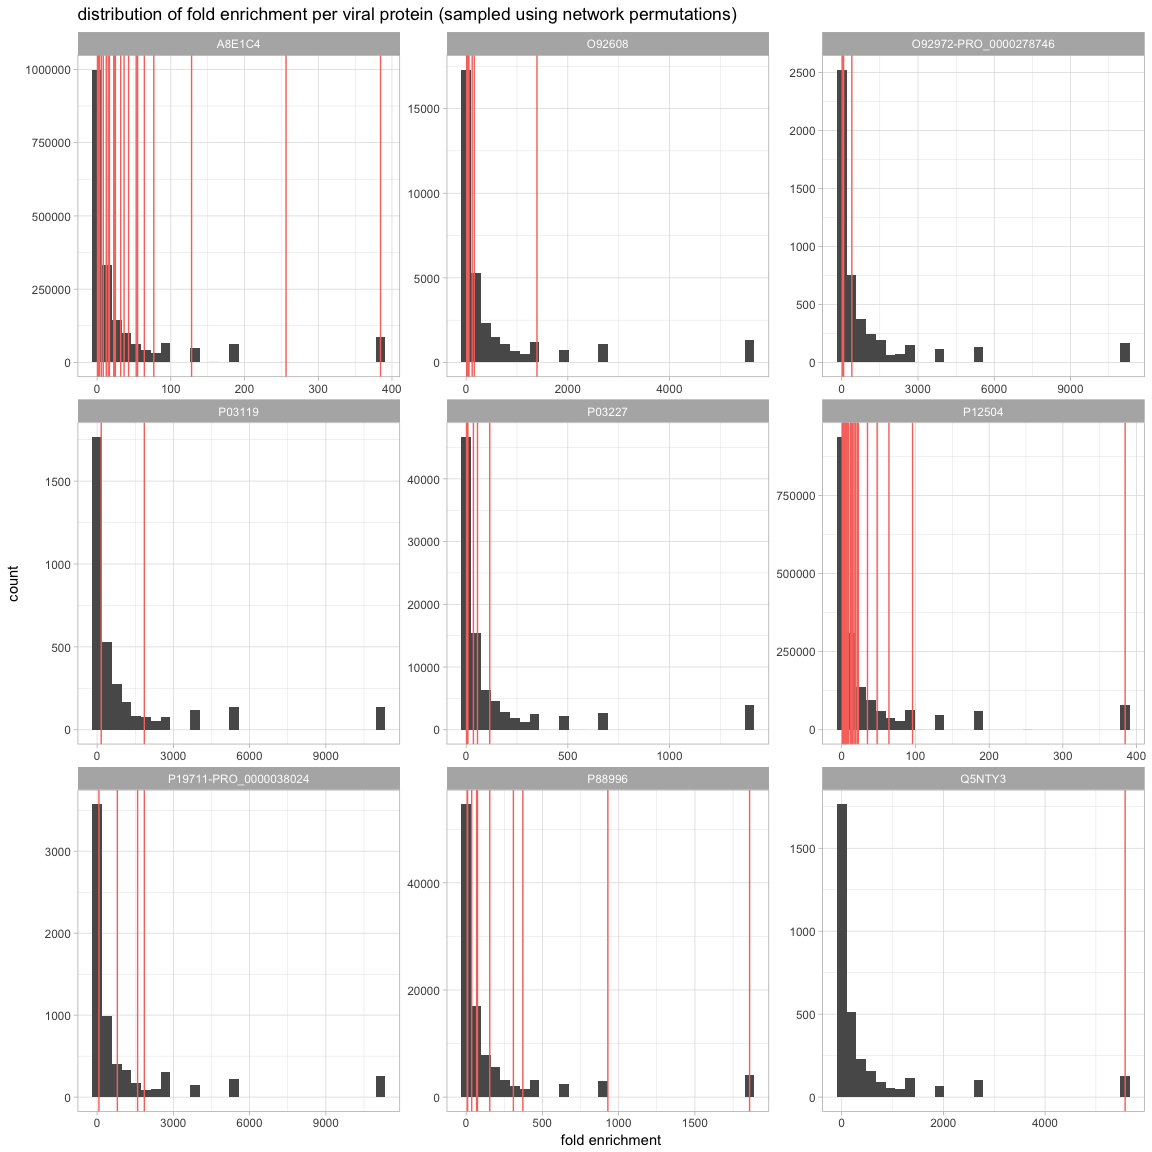 distribution of fold enrichment per viral protein (sampled using network permutations)
A8E1C4
O92608
O92972-PRO_0000278746
1000000
750000
500000
250000
0
0 100 200 300 400
15000
10000
5000
0
0 2000 4000
2500
2000
1500
1000
500
0
0 3000 6000 9000
P03119
P03227
P12504
1500
1000
500
0
0 3000 6000 9000
40000
30000
20000
10000
0
0 500 1000
750000
500000
250000
0
0 100 200 300 400
P19711-PRO_0000038024
P88996
Q5NTY3
3000
2000
1000
0
0 3000 6000 9000
40000
20000
0
0 500 1000 1500
1500
1000
500
0
0 2000 4000
count
fold enrichment